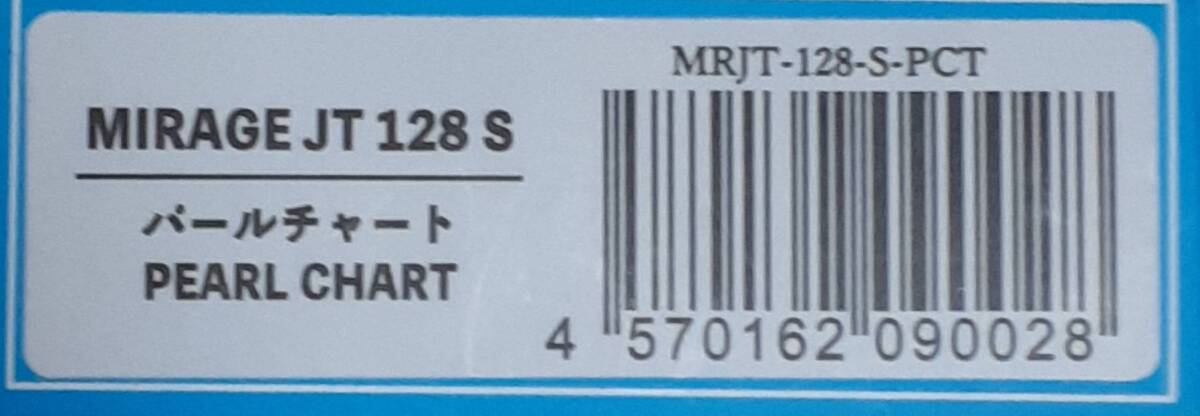 MIRAGE JT 128 S
パールチャート
PEARL CHART
MRJT-128-S-PCT
4 570162 090028